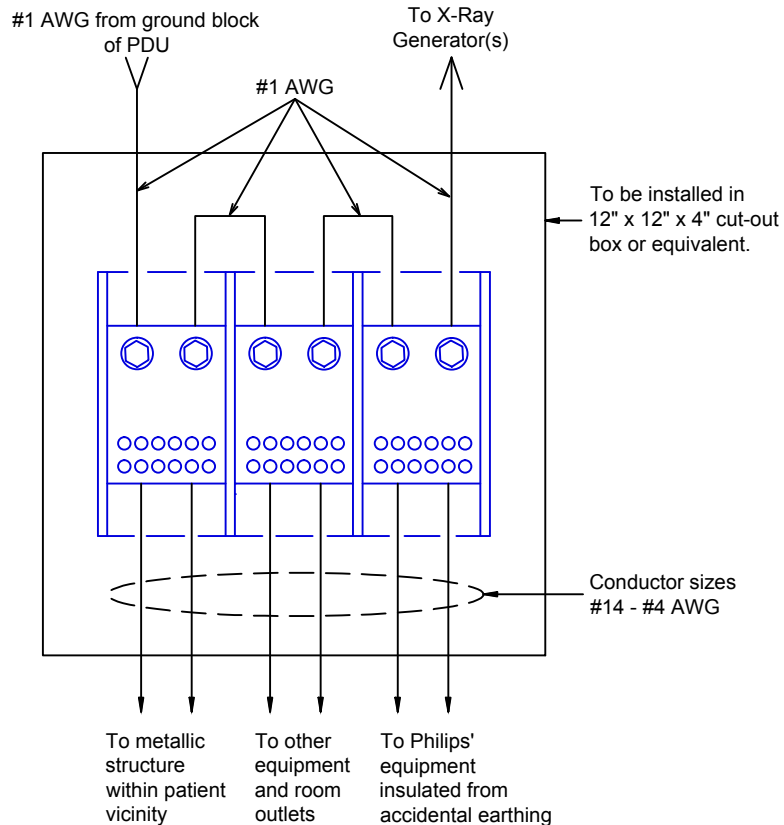 #1 AWG from ground block
of PDU
To X-Ray
Generator(s)
#1 AWG
To be installed in
12" x 12" x 4" cut-out
box or equivalent.
Conductor sizes
#14 - #4 AWG
To metallic
structure
within patient
vicinity
To other
equipment
and room
outlets
To Philips'
equipment
insulated from
accidental earthing